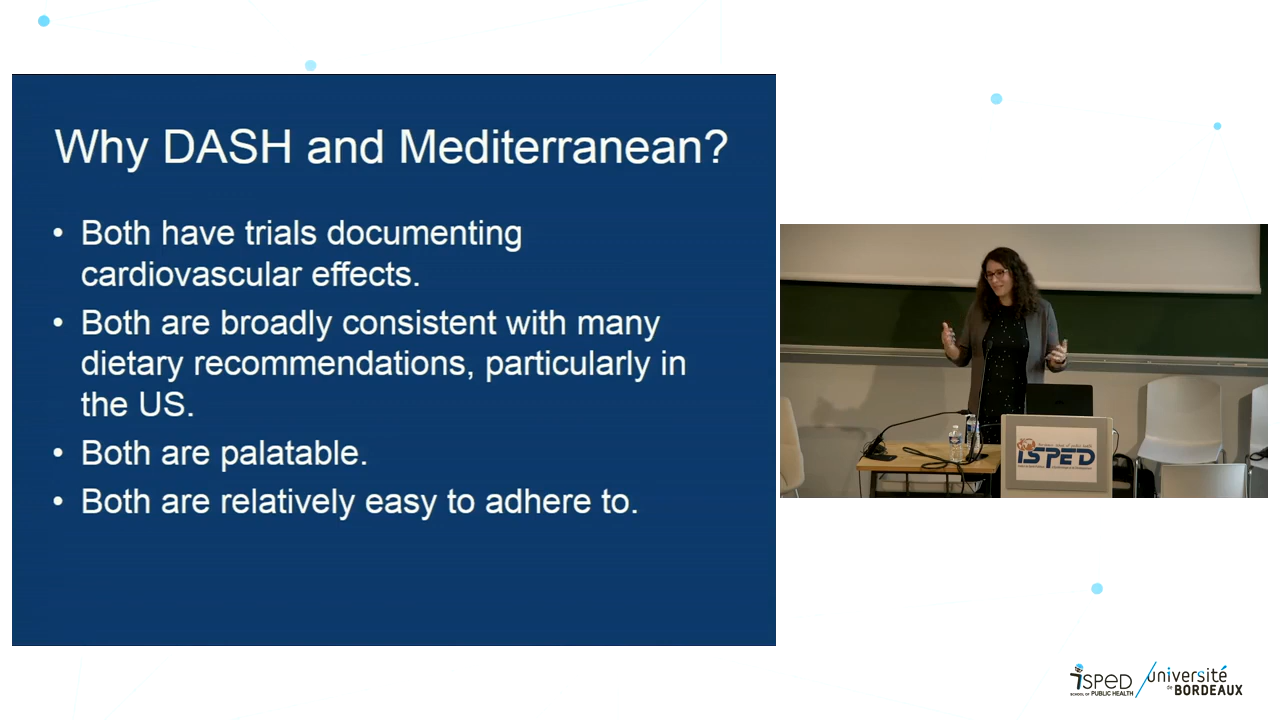 Why DASH and Mediterranean?
• Both have trials documenting
cardiovascular effects.
• Both are broadly consistent with many
dietary recommendations, particularly in
the US.
• Both are palatable.
• Both are relatively easy to adhere to.
ISPED
ISPED
SCHOOL OF PUBLIC HEALTH
université
de BORDEAUX